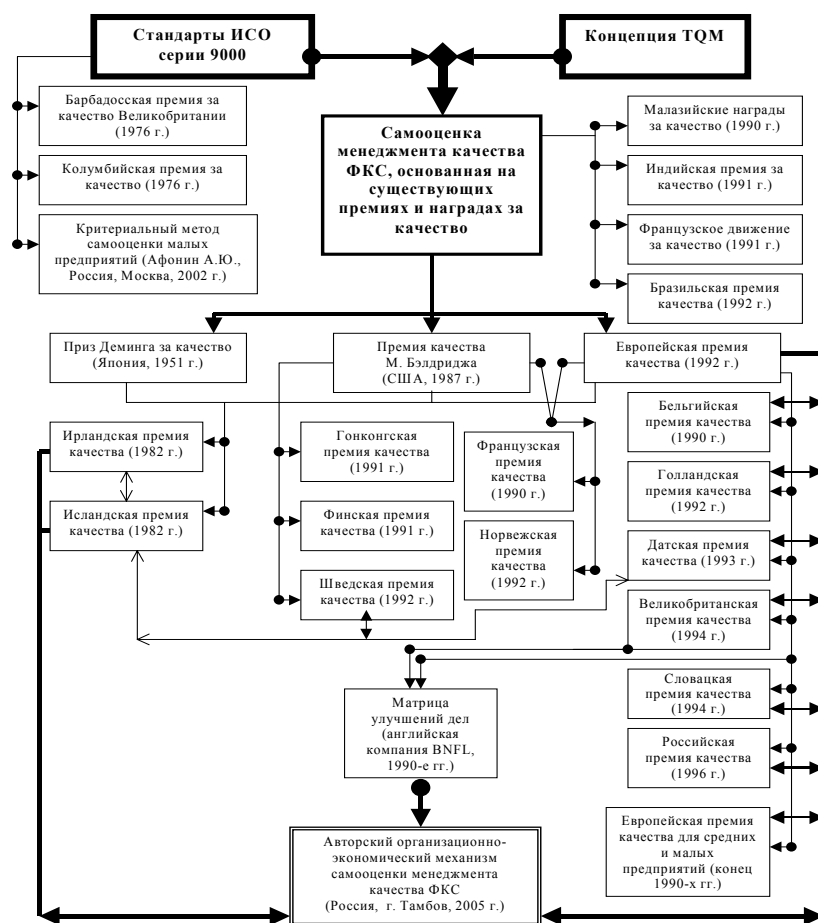 Стандарты ИСО
серии 9000
Концепция TQM
Барбадосская премия за
качество Великобритании
(1976 г.)
Колумбийская премия за
качество (1976 г.)
Критериальный метод
самооценки малых
предприятий (Афонин А.Ю.,
Россия, Москва, 2002 г.)
Самооценка
менеджмента качества
ФКС, основанная на
существующих
премиях и наградах за
качество
Малазийские награды
за качество (1990 г.)
Индийская премия за
качество (1991 г.)
Французское движение
за качество (1991 г.)
Бразильская премия
качества (1992 г.)
Приз Деминга за качество
(Япония, 1951 г.)
Премия качества
М. Бэлдриджа
(США, 1987 г.)
Европейская премия
качества (1992 г.)
Ирландская премия
качества (1982 г.)
Исландская премия
качества (1982 г.)
Гонконгская
премия качества
(1991 г.)
Финская премия
качества (1991 г.)
Шведская премия
качества (1992 г.)
Французская
премия
качества
(1990 г.)
Норвежская
премия
качества
(1992 г.)
Бельгийская
премия качества
(1990 г.)
Голландская
премия качества
(1992 г.)
Датская премия
качества (1993 г.)
Великобританская
премия качества
(1994 г.)
Словацкая
премия качества
(1994 г.)
Российская
премия качества
(1996 г.)
Европейская премия
качества для средних
и малых
предприятий (конец
1990-х гг.)
Матрица
улучшений дел
(английская
компания BNFL,
1990-е гг.)
Авторский организационно-
экономический механизм
самооценки менеджмента
качества ФКС
(Россия, г. Тамбов, 2005 г.)